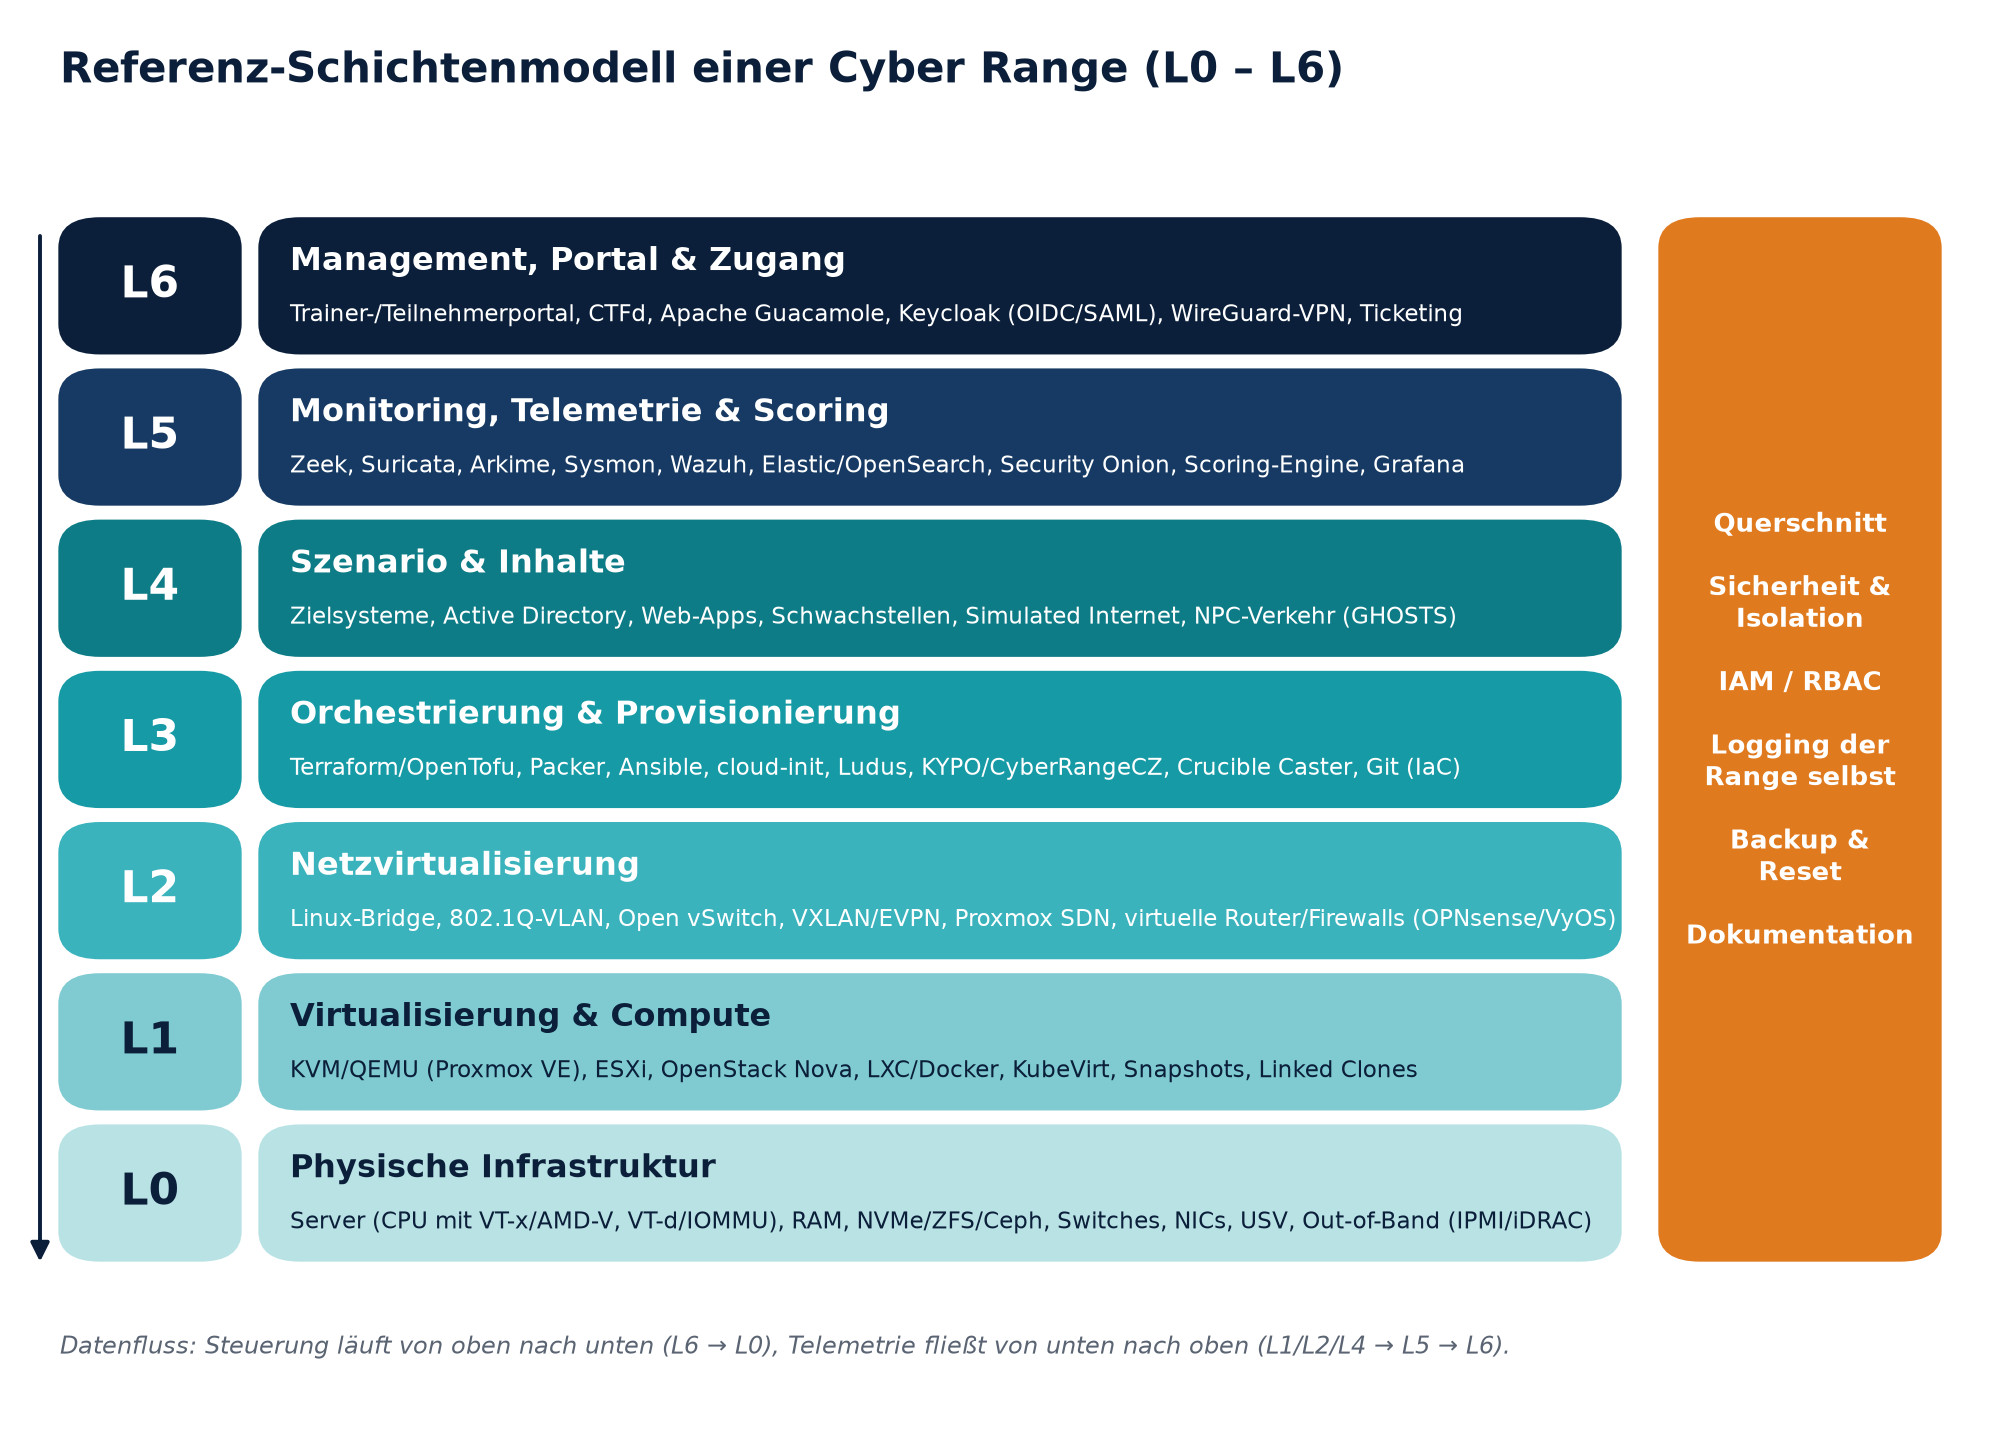 Referenz-Schichtenmodell einer Cyber Range (L0 – L6)
L6
Management, Portal & Zugang
Trainer-/Teilnehmerportal, CTFd, Apache Guacamole, Keycloak (OIDC/SAML), WireGuard-VPN, Ticketing
L5
Monitoring, Telemetrie & Scoring
Zeek, Suricata, Arkime, Sysmon, Wazuh, Elastic/OpenSearch, Security Onion, Scoring-Engine, Grafana
L4
Szenario & Inhalte
Zielsysteme, Active Directory, Web-Apps, Schwachstellen, Simulated Internet, NPC-Verkehr (GHOSTS)
L3
Orchestrierung & Provisionierung
Terraform/OpenTofu, Packer, Ansible, cloud-init, Ludus, KYPO/CyberRangeCZ, Crucible Caster, Git (IaC)
L2
Netzvirtualisierung
Linux-Bridge, 802.1Q-VLAN, Open vSwitch, VXLAN/EVPN, Proxmox SDN, virtuelle Router/Firewalls (OPNsense/VyOS)
L1
Virtualisierung & Compute
KVM/QEMU (Proxmox VE), ESXi, OpenStack Nova, LXC/Docker, KubeVirt, Snapshots, Linked Clones
L0
Physische Infrastruktur
Server (CPU mit VT-x/AMD-V, VT-d/IOMMU), RAM, NVMe/ZFS/Ceph, Switches, NICs, USV, Out-of-Band (IPMI/iDRAC)
Querschnitt
Sicherheit &
Isolation
IAM / RBAC
Logging der
Range selbst
Backup &
Reset
Dokumentation
Datenfluss: Steuerung läuft von oben nach unten (L6 → L0), Telemetrie fließt von unten nach oben (L1/L2/L4 → L5 → L6).